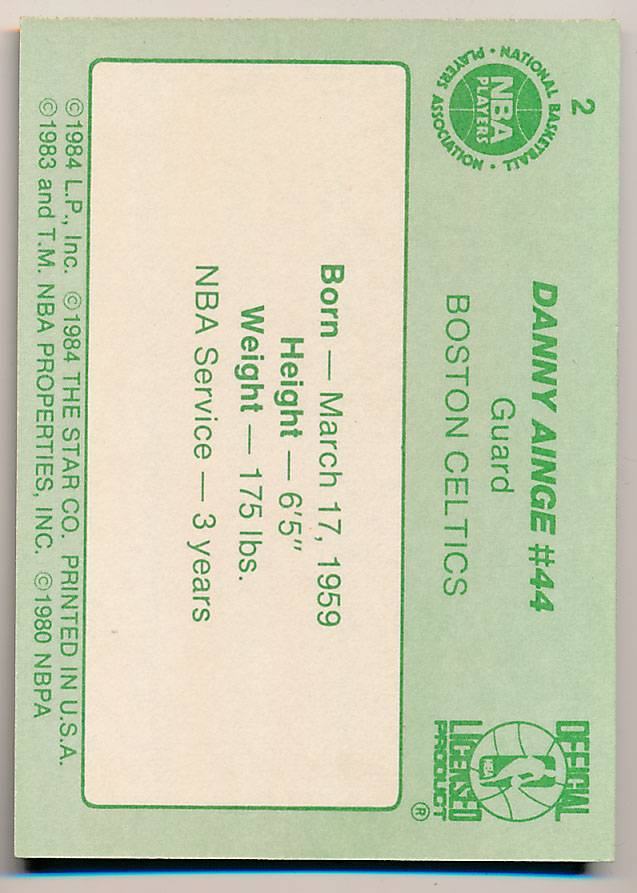 2
NATIONAL BASKETBALL PLAYERS ASSOCIATION
NBA
PLAYERS
DANNY AINGE #44
Guard
BOSTON CELTICS
OFFICIAL
NBA
LICENSED
PRODUCT
®
Born — March 17, 1959
Height — 6'5"
Weight — 175 lbs.
NBA Service — 3 years
©1984 L.P., Inc. ©1984 THE STAR CO. PRINTED IN U.S.A.
©1983 and T.M. NBA PROPERTIES, INC. ©1980 NBPA